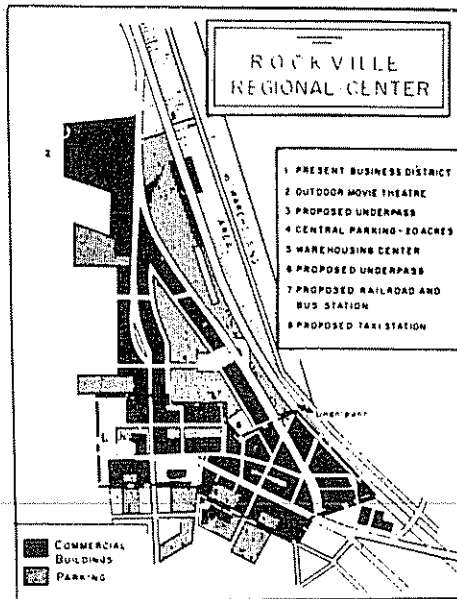 ROCKVILLE
REGIONAL CENTER
1 PRESENT BUSINESS DISTRICT
2 OUTDOOR MOVIE THEATRE
3 PROPOSED UNDERPASS
4 CENTRAL PARKING-20 ACRES
5 WAREHOUSING CENTER
6 PROPOSED UNDERPASS
7 PROPOSED RAILROAD AND
BUS STATION
8 PROPOSED TAXI STATION
2
AREA
Underpass
COMMERCIAL
BUILDINGS
PARKING